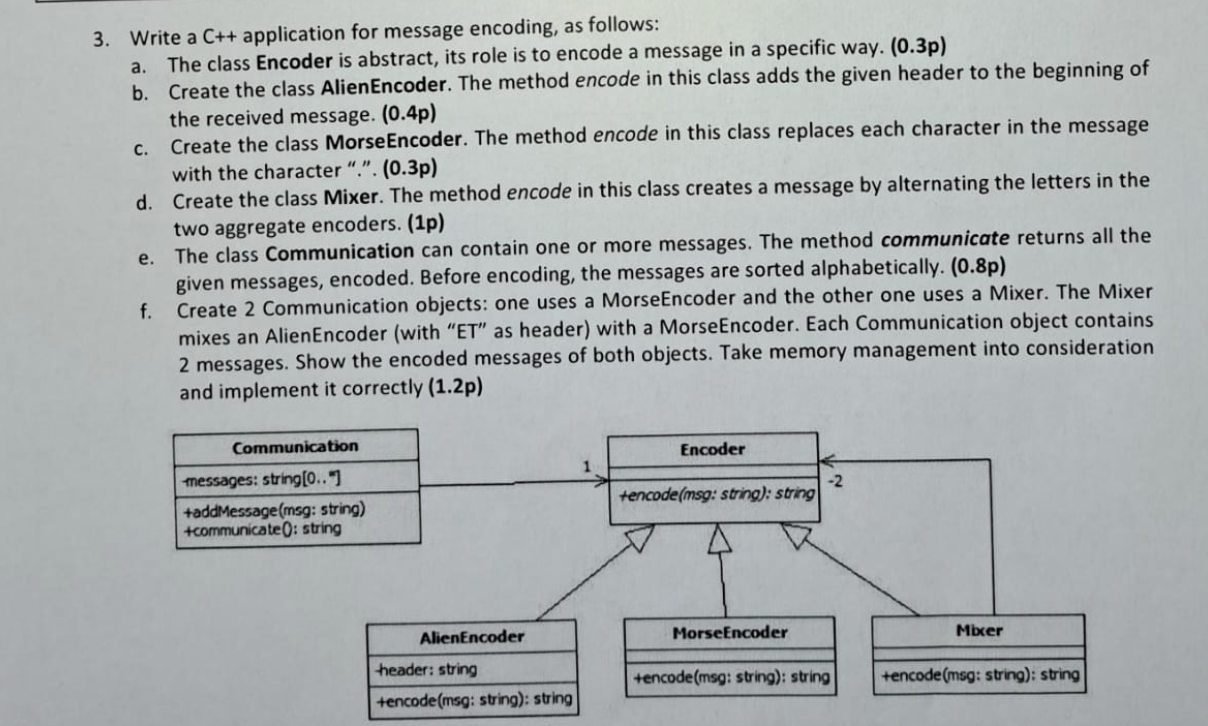 3. Write a C++ application for message encoding, as follows:
a. The class Encoder is abstract, its role is to encode a message in a specific way. (0.3p)
b. Create the class AlienEncoder. The method encode in this class adds the given header to the beginning of
the received message. (0.4p)
c. Create the class MorseEncoder. The method encode in this class replaces each character in the message
with the character “.”. (0.3p)
d. Create the class Mixer. The method encode in this class creates a message by alternating the letters in the
two aggregate encoders. (1p)
e. The class Communication can contain one or more messages. The method communicate returns all the
given messages, encoded. Before encoding, the messages are sorted alphabetically. (0.8p)
f. Create 2 Communication objects: one uses a MorseEncoder and the other one uses a Mixer. The Mixer
mixes an AlienEncoder (with “ET” as header) with a MorseEncoder. Each Communication object contains
2 messages. Show the encoded messages of both objects. Take memory management into consideration
and implement it correctly (1.2p)
Communication
-messages: string[0..*]
+addMessage(msg: string)
+communicate(): string
1
Encoder
+encode(msg: string): string
-2
AlienEncoder
-header: string
+encode(msg: string): string
MorseEncoder
+encode(msg: string): string
Mixer
+encode(msg: string): string